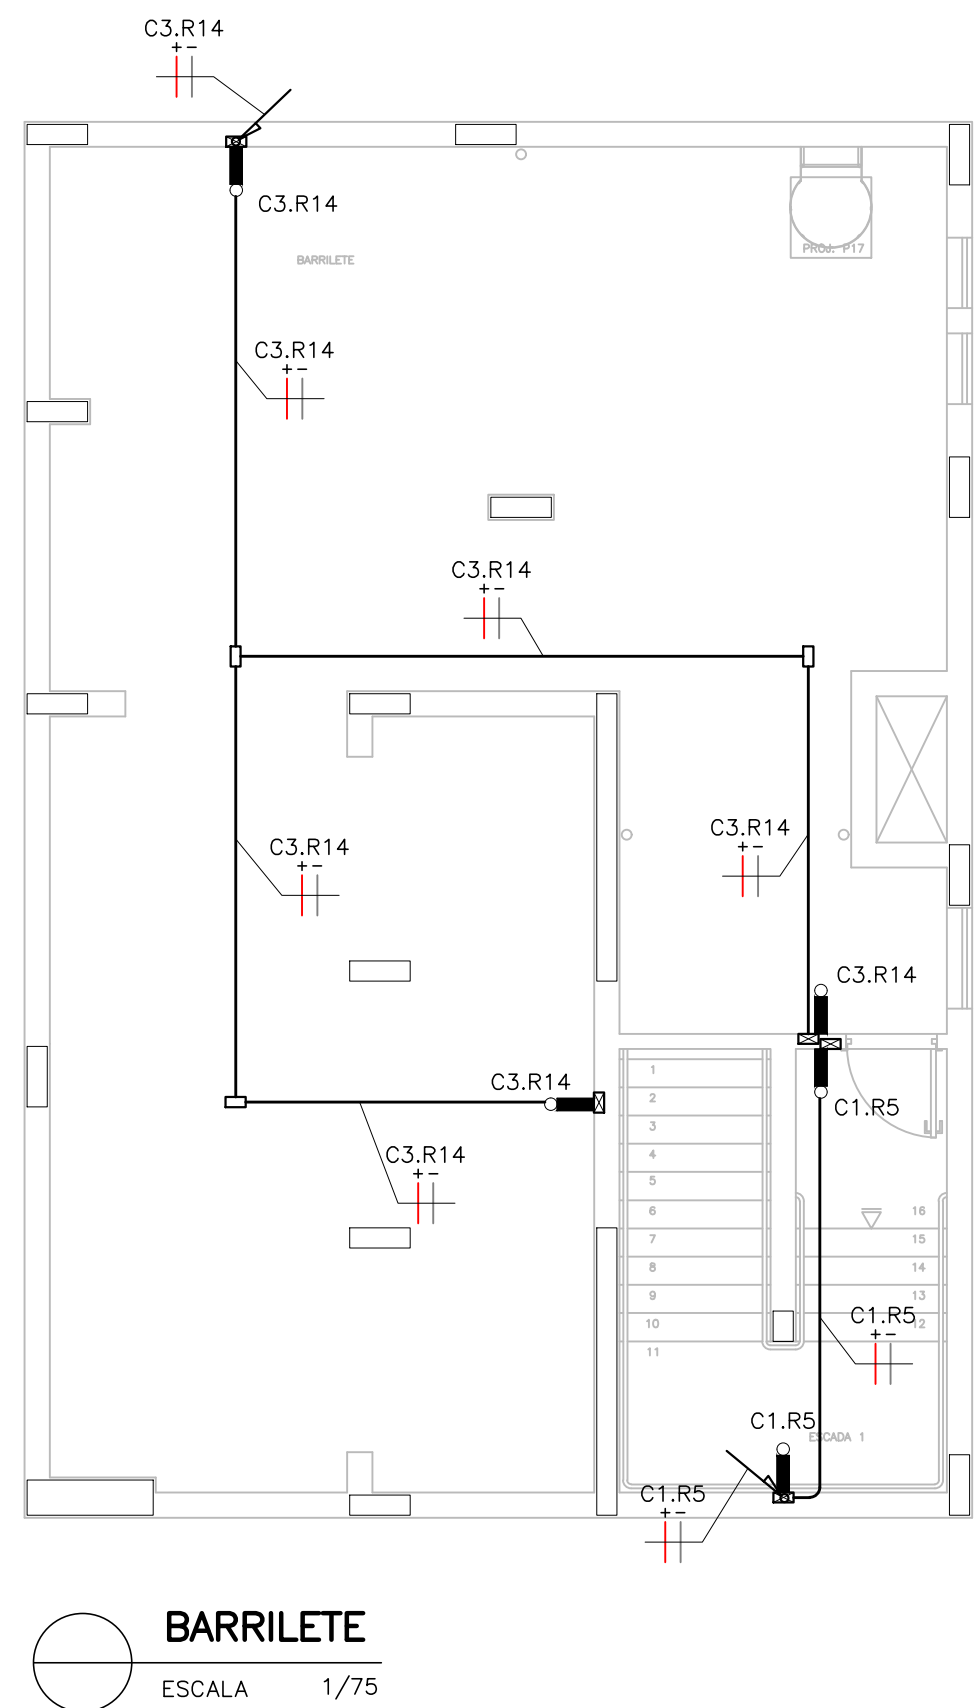 C3.R14
+ -
C3.R14
BARRILETE
PROJ. P17
C3.R14
+ -
C3.R14
+ -
C3.R14
+ -
C3.R14
+ -
C3.R14
C3.R14
C1.R5
C3.R14
+ -
1
2
3
4
5
6
7
8
9
10
11
16
15
14
13
12
C1.R5
+ -
C1.R5
ESCADA 1
C1.R5
+ -
BARRILETE
ESCALA 1/75